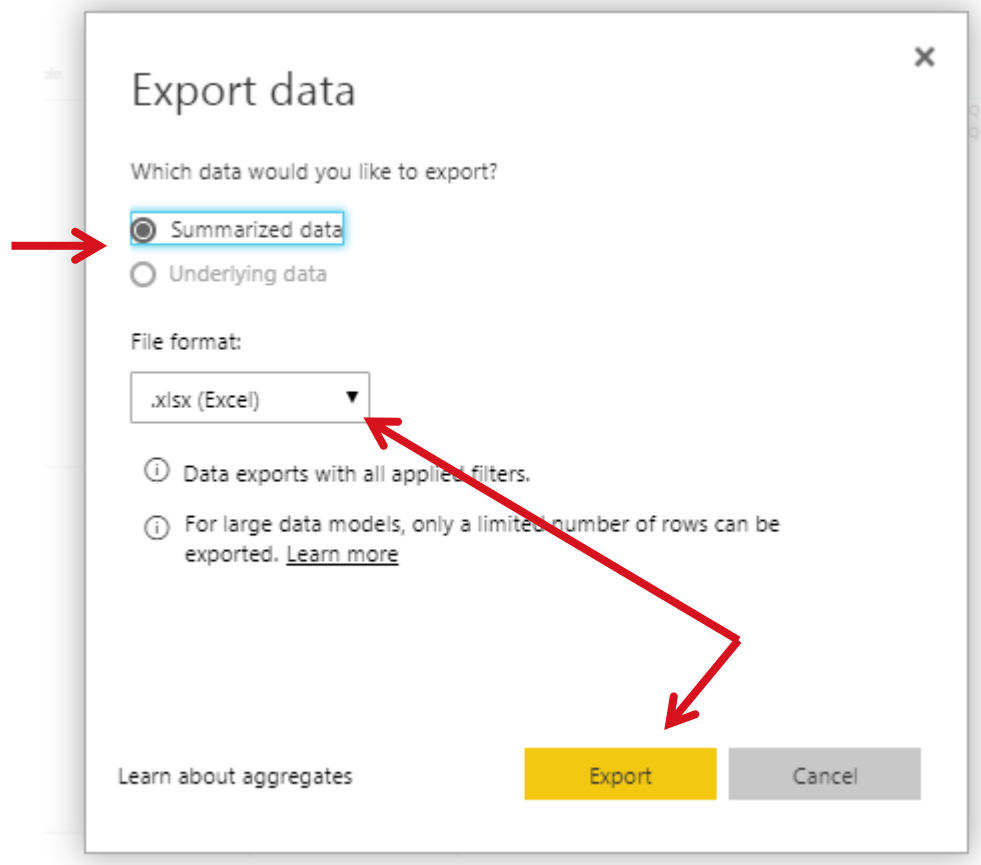 Export data
Which data would you like to export?
Summarized data
Underlying data
File format:
.xlsx (Excel)
Data exports with all applied filters.
For large data models, only a limited number of rows can be
exported. Learn more
Learn about aggregates
Export
Cancel